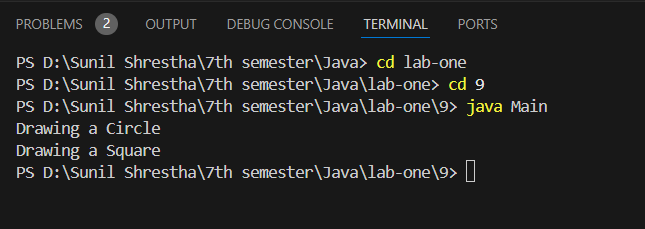 PROBLEMS 2 OUTPUT DEBUG CONSOLE TERMINAL PORTS
PS D:\Sunil Shrestha\7th semester\Java> cd lab-one
PS D:\Sunil Shrestha\7th semester\Java\lab-one> cd 9
PS D:\Sunil Shrestha\7th semester\Java\lab-one\9> java Main
Drawing a Circle
Drawing a Square
PS D:\Sunil Shrestha\7th semester\Java\lab-one\9>